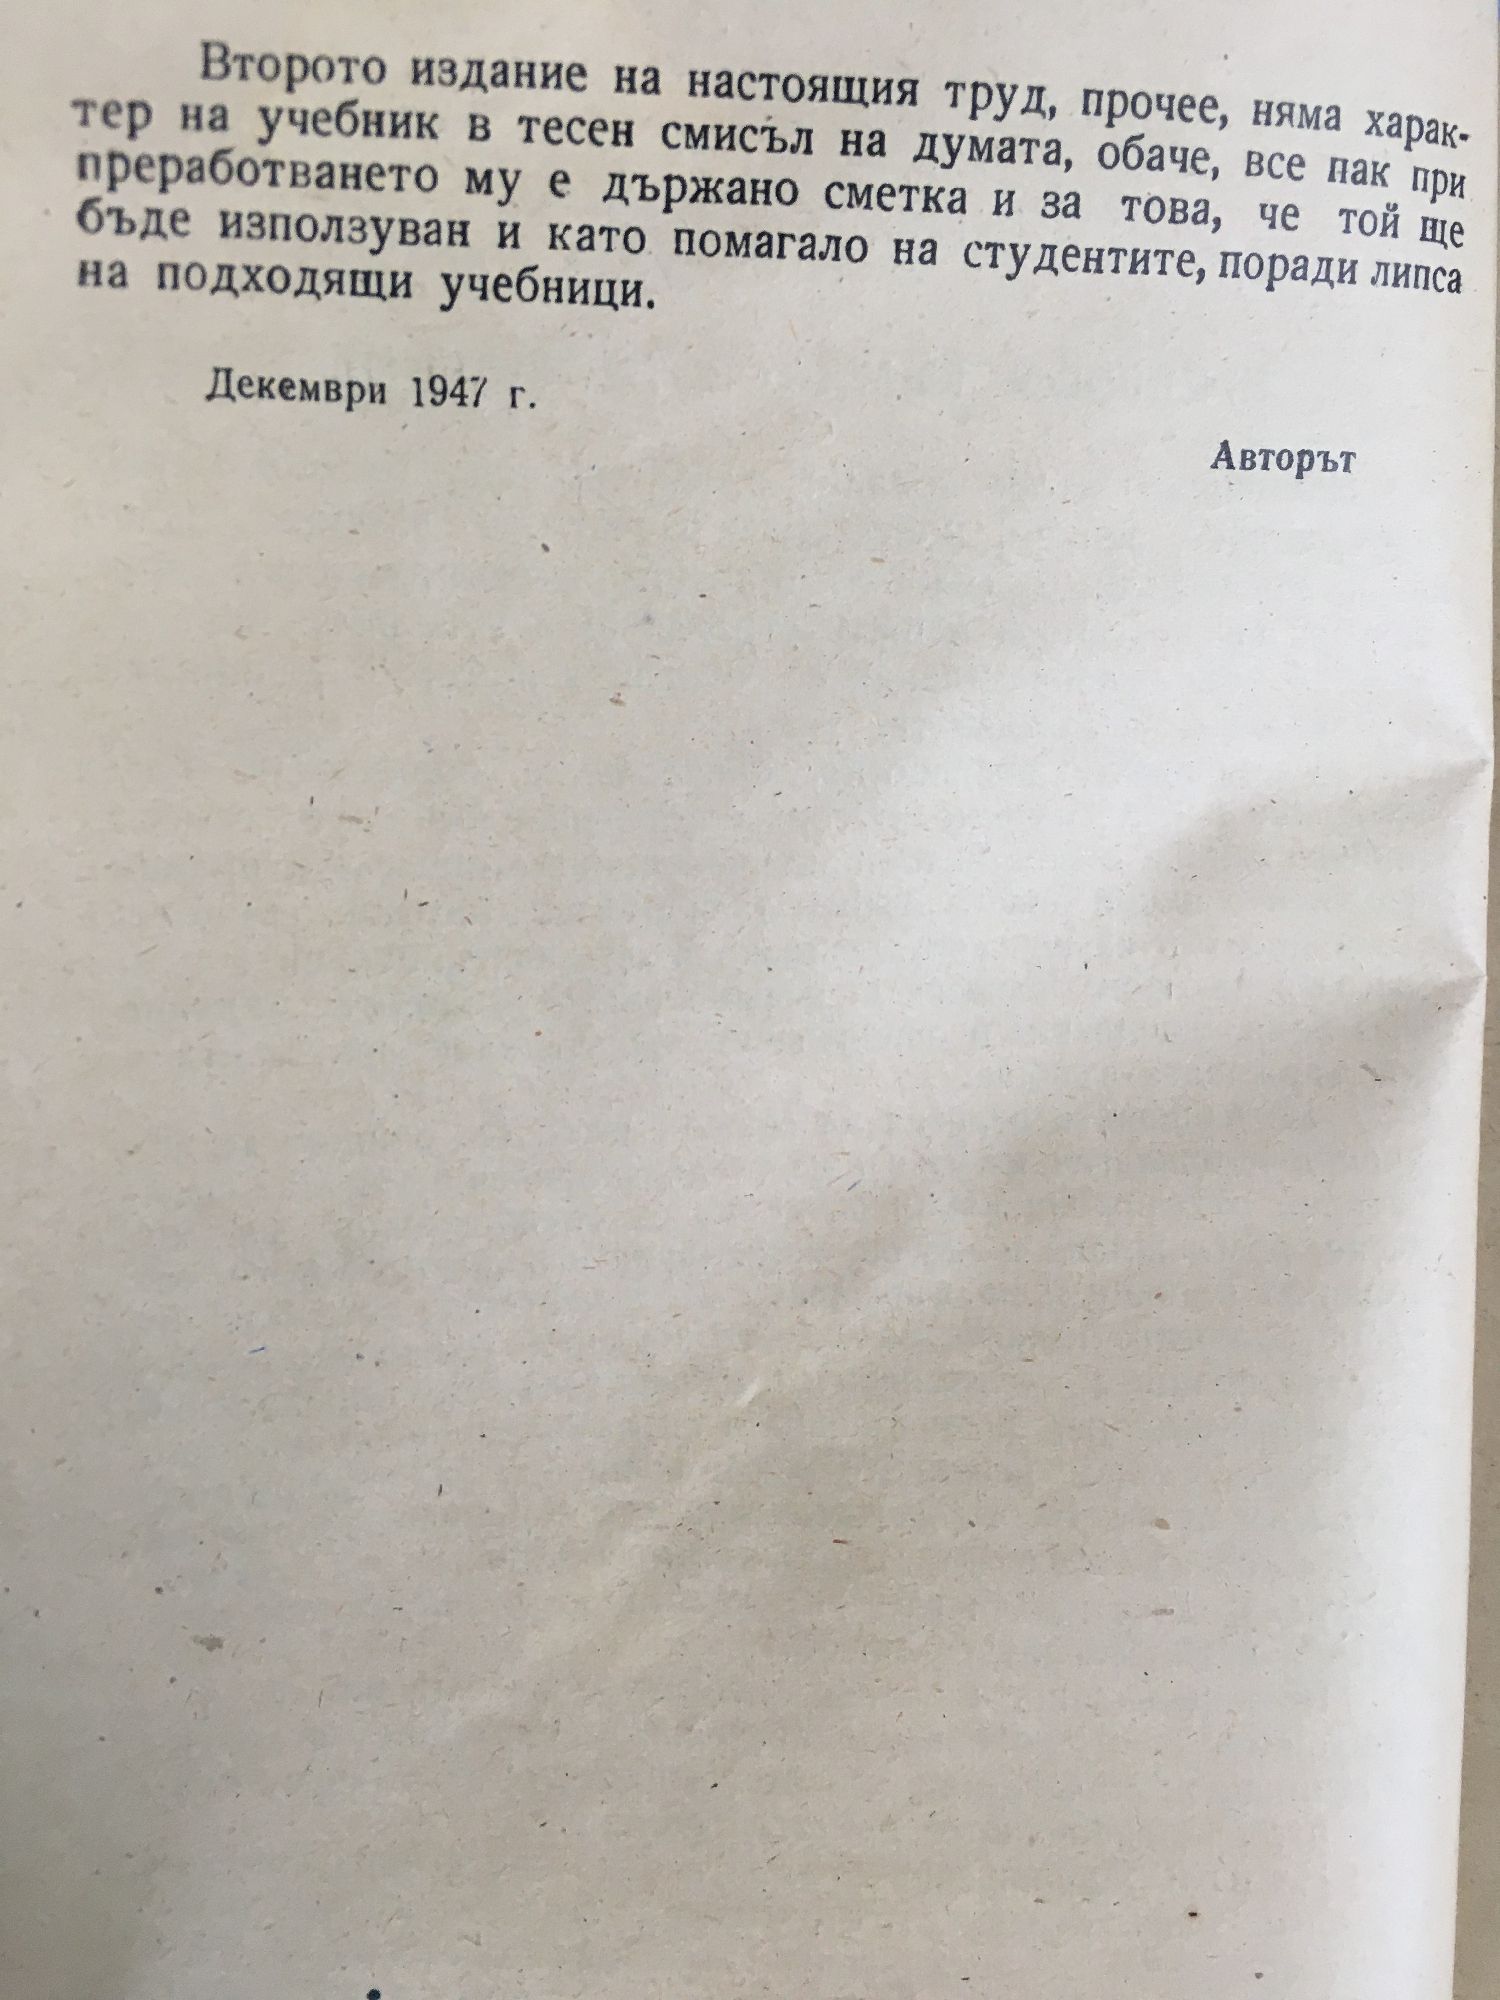 Второто издание на настоящия труд, прочее, няма харак-
тер на учебник в тесен смисъл на думата, обаче, все пак при
преработването му е държано сметка и за това, че той ще
бъде използуван и като помагало на студентите, поради липса
на подходящи учебници.
Декември 1947 г.
Авторът